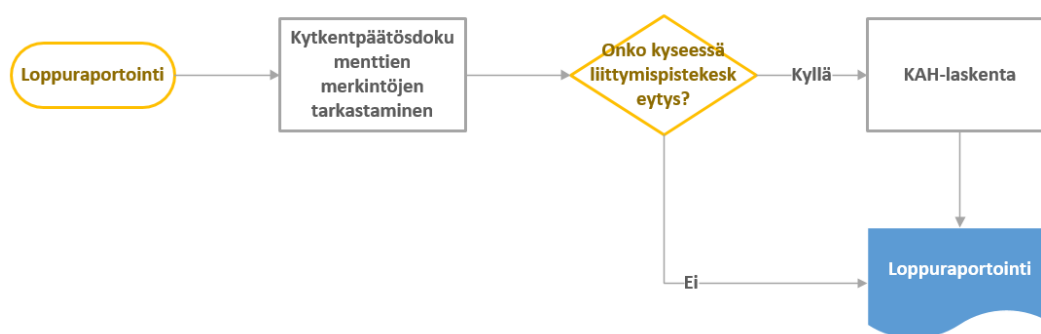 Loppuraportointi
Kytkentpäätösdoku
menttien
merkintöjen
tarkastaminen
Onko kyseessä
liittymispistekesk
eytys?
Kyllä
KAH-laskenta
Ei
Loppuraportointi